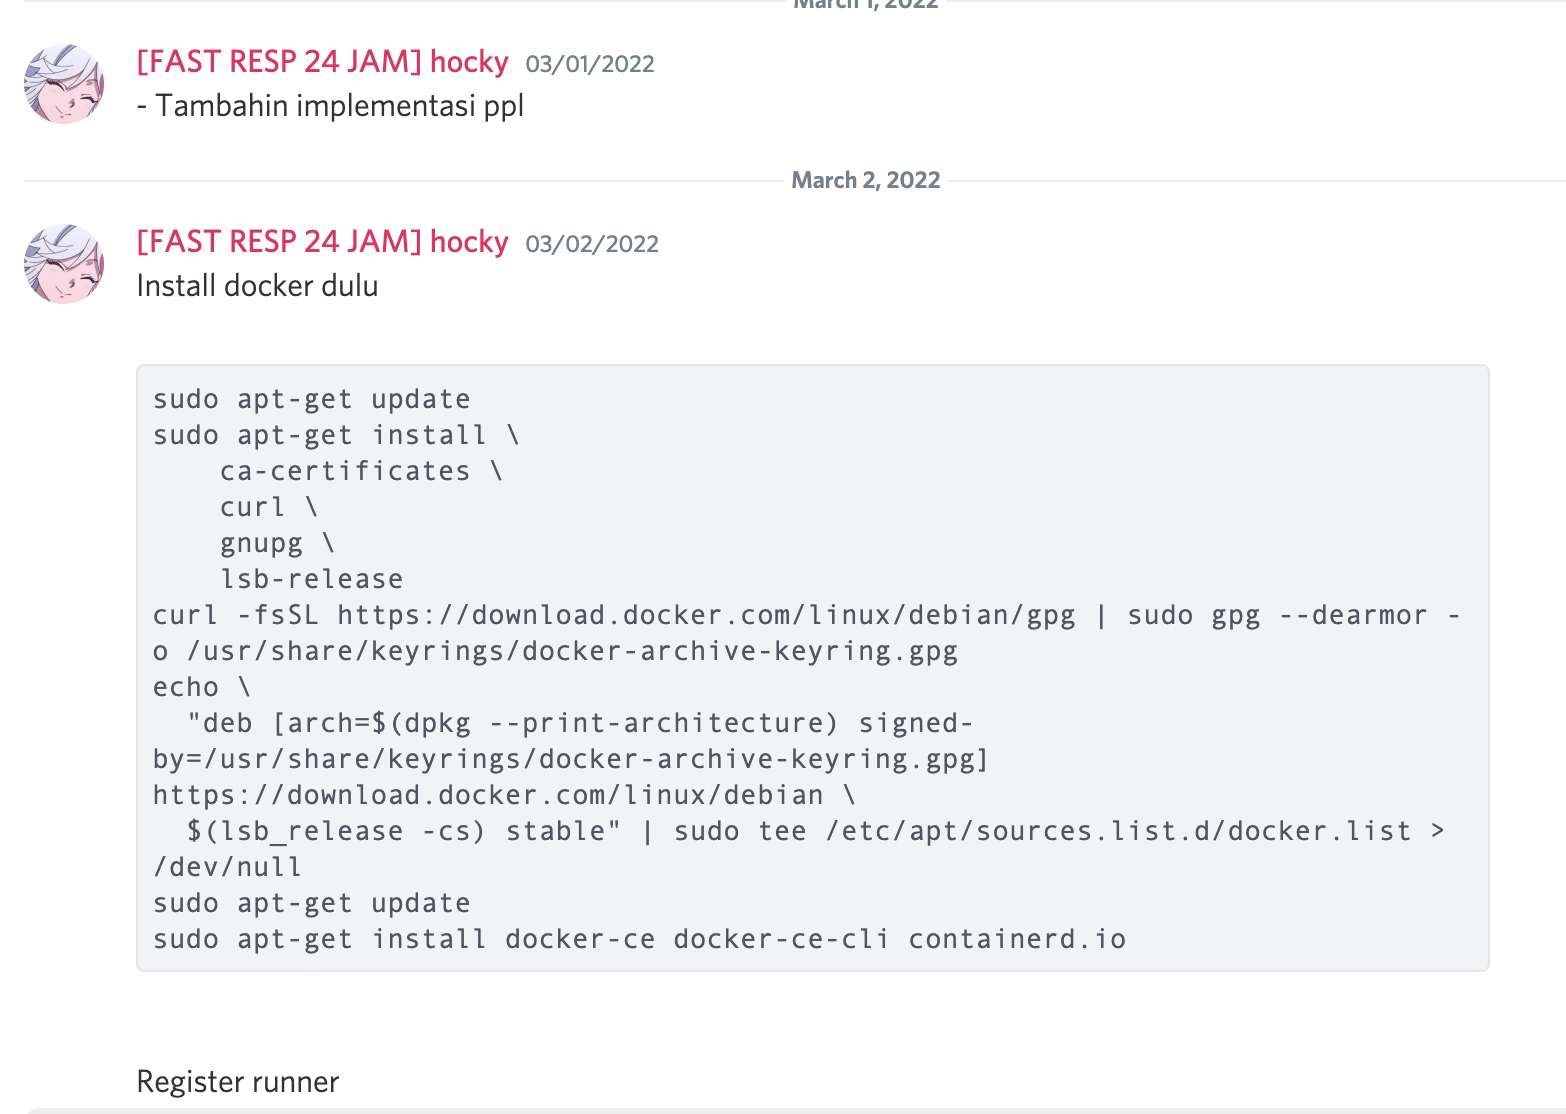 March 1, 2022
[FAST RESP 24 JAM] hocky 03/01/2022
- Tambahin implementasi ppl
March 2, 2022
[FAST RESP 24 JAM] hocky 03/02/2022
Install docker dulu
sudo apt-get update
sudo apt-get install \
    ca-certificates \
    curl \
    gnupg \
    lsb-release
curl -fsSL https://download.docker.com/linux/debian/gpg | sudo gpg --dearmor -
o /usr/share/keyrings/docker-archive-keyring.gpg
echo \
  "deb [arch=$(dpkg --print-architecture) signed-
by=/usr/share/keyrings/docker-archive-keyring.gpg]
https://download.docker.com/linux/debian \
  $(lsb_release -cs) stable" | sudo tee /etc/apt/sources.list.d/docker.list >
/dev/null
sudo apt-get update
sudo apt-get install docker-ce docker-ce-cli containerd.io
Register runner